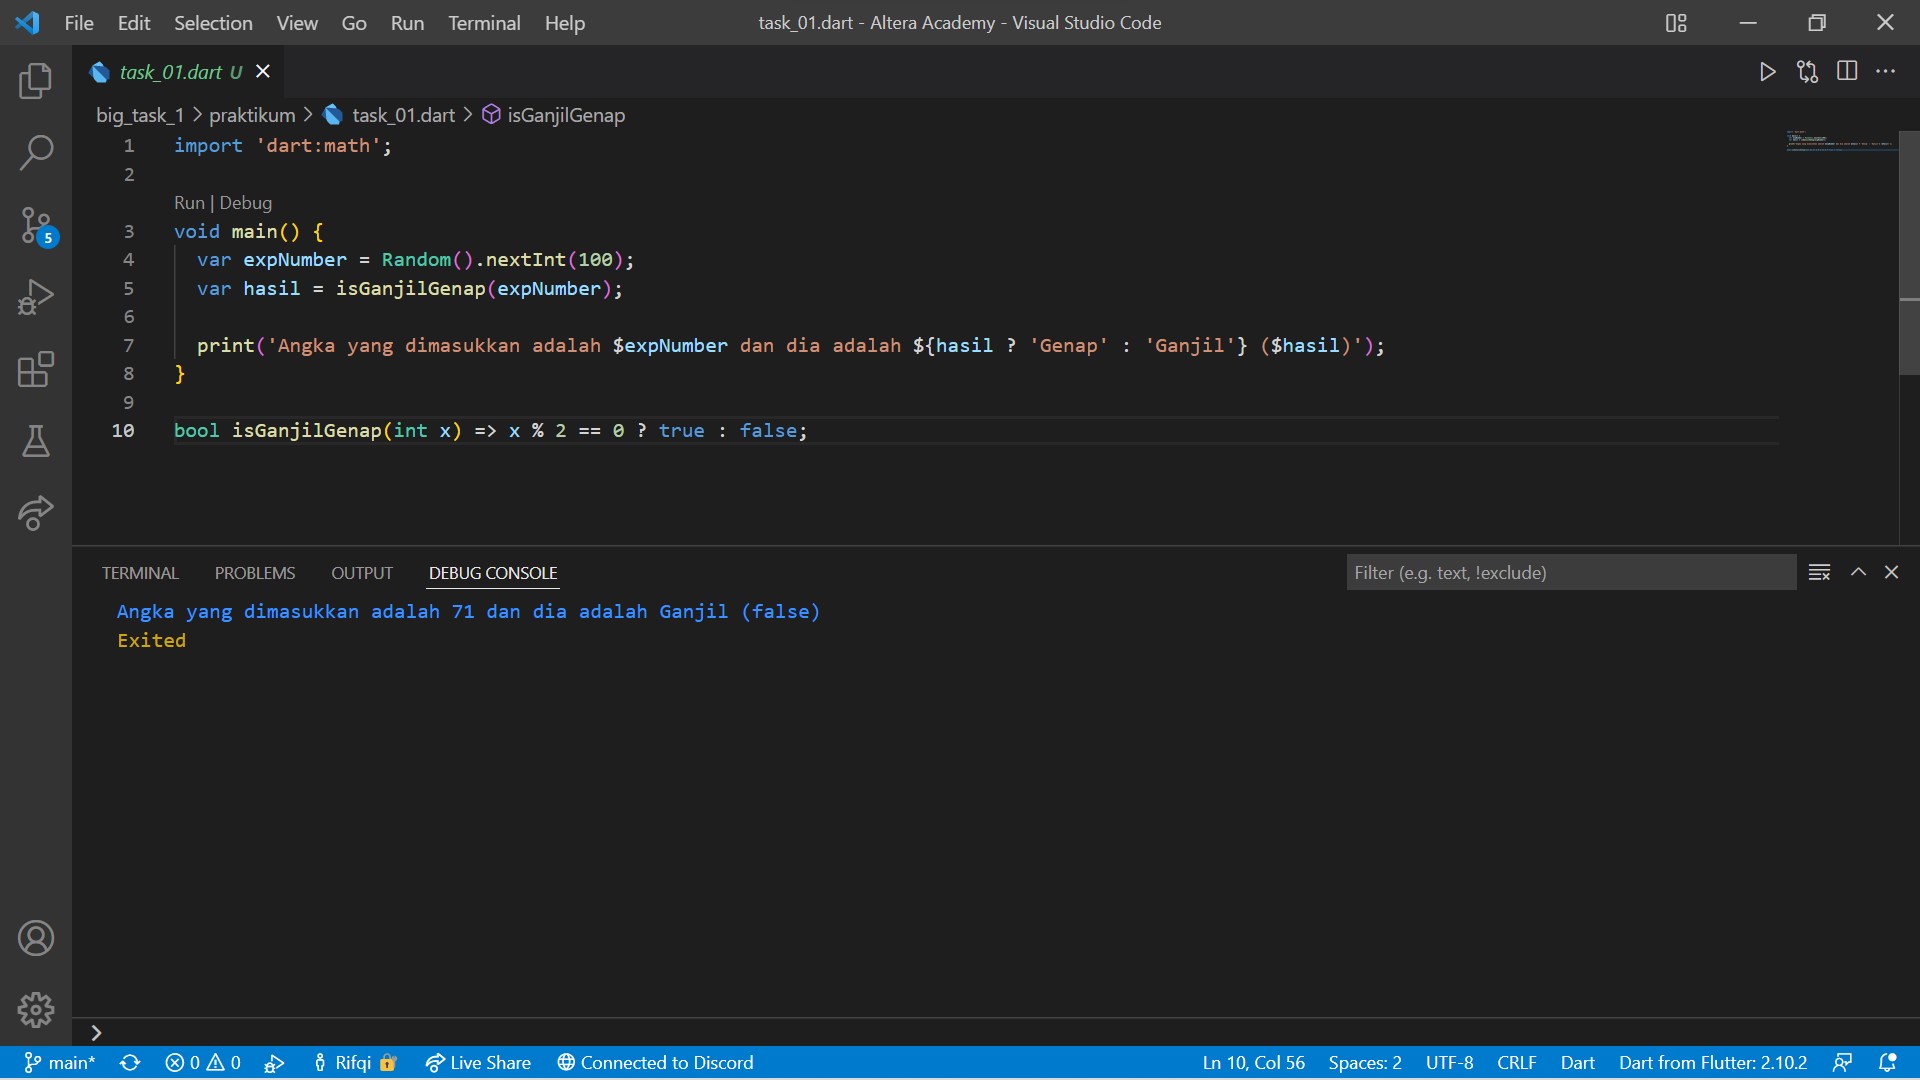 File Edit Selection View Go Run Terminal Help task_01.dart - Altera Academy - Visual Studio Code
task_01.dart U
big_task_1 > praktikum > task_01.dart > isGanjilGenap
1 import 'dart:math';
2
Run | Debug
3 void main() {
4 var expNumber = Random().nextInt(100);
5 var hasil = isGanjilGenap(expNumber);
6
7 print('Angka yang dimasukkan adalah $expNumber dan dia adalah ${hasil ? 'Genap' : 'Ganjil'} ($hasil)');
8 }
9
10 bool isGanjilGenap(int x) => x % 2 == 0 ? true : false;
5
TERMINAL PROBLEMS OUTPUT DEBUG CONSOLE Filter (e.g. text, !exclude)
Angka yang dimasukkan adalah 71 dan dia adalah Ganjil (false)
Exited
main* 0 0 Rifqi Live Share Connected to Discord Ln 10, Col 56 Spaces: 2 UTF-8 CRLF Dart Dart from Flutter: 2.10.2